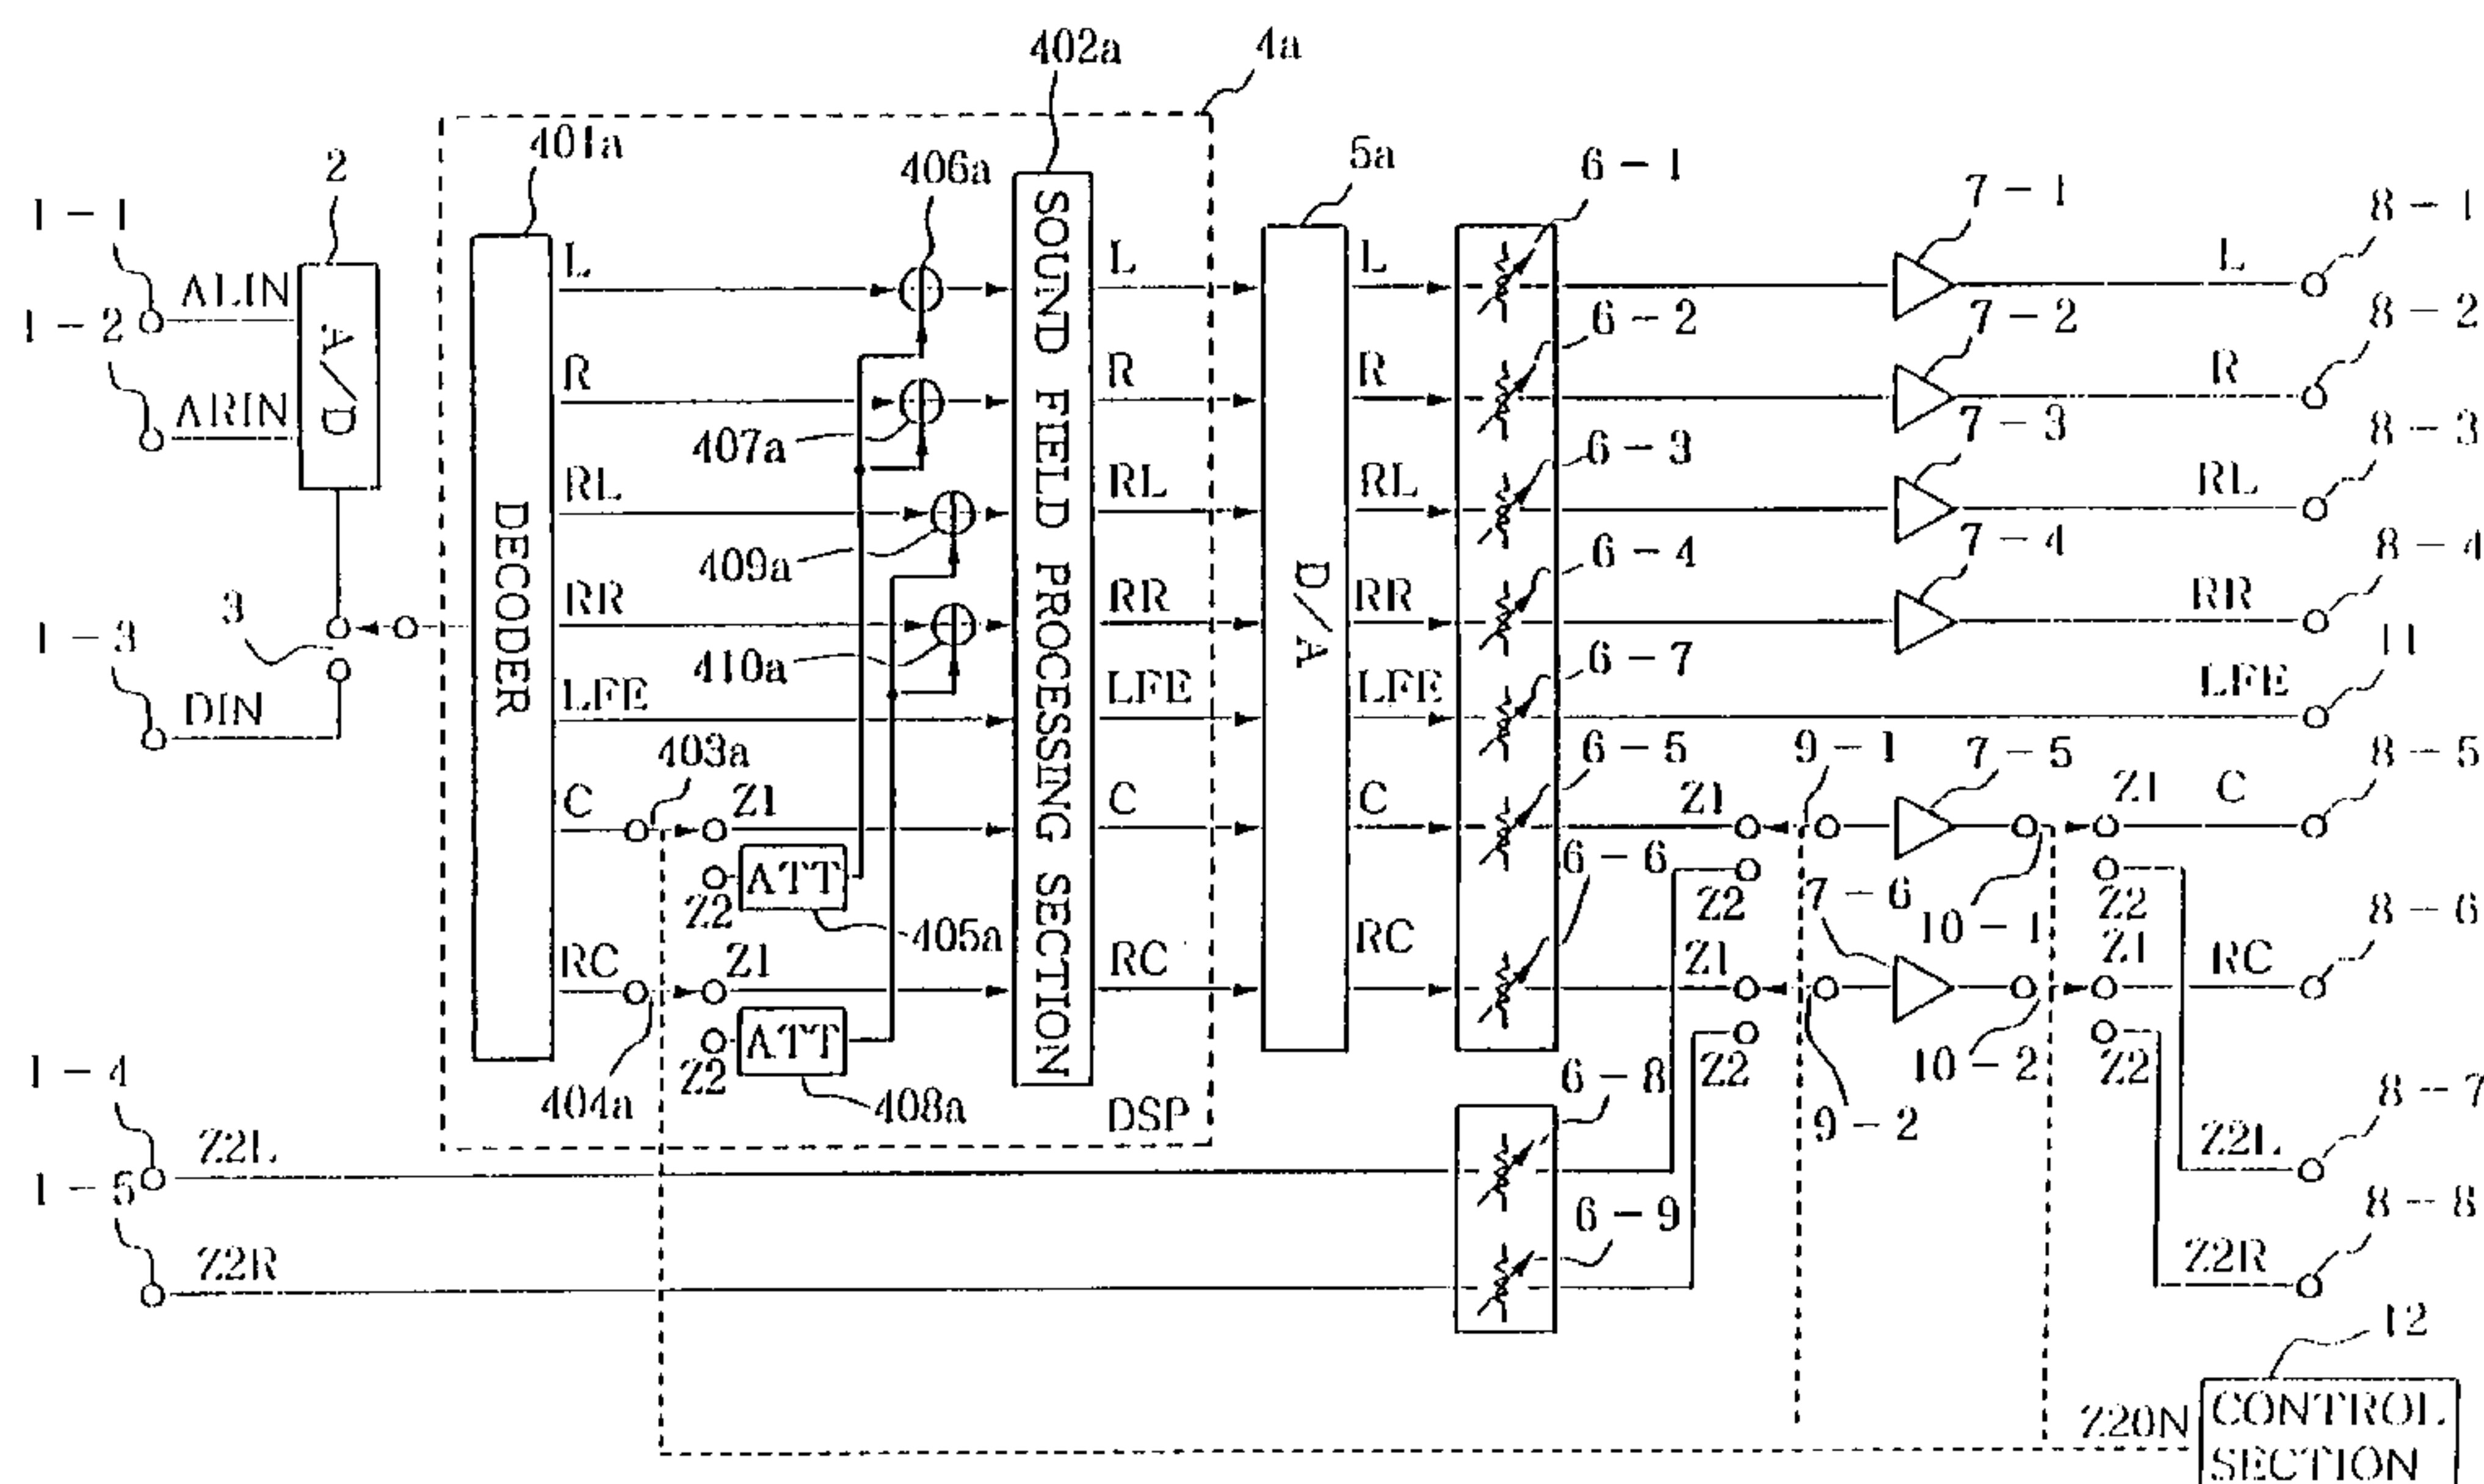 402a
4a
401a
2
406a
5a
6-1
7-1
8-1
1-1
ALIN
A/D
L
L
L
L
1-2
6-2
7-2
8-2
ARIN
R
R
R
R
407a
6-3
7-3
8-3
RL
RL
RL
RL
DECODER
SOUND FIELD PROCESSING SECTION
D/A
409a
6-4
7-4
8-4
RR
RR
RR
RR
1-3
3
410a
6-7
11
DIN
LFE
LFE
LFE
LFE
403a
6-5
9-1
7-5
8-5
C
Z1
C
C
Z1
Z1
C
ATT
Z2
6-6
Z2
7-6
10-1
Z2
8-6
405a
RC
Z1
RC
RC
Z1
Z1
RC
ATT
Z2
Z2
Z2
404a
408a
DSP
6-8
9-2
10-2
8-7
1-4
Z2L
Z2L
1-5
6-9
8-8
Z2R
Z2R
12
Z2ON
CONTROL
SECTION